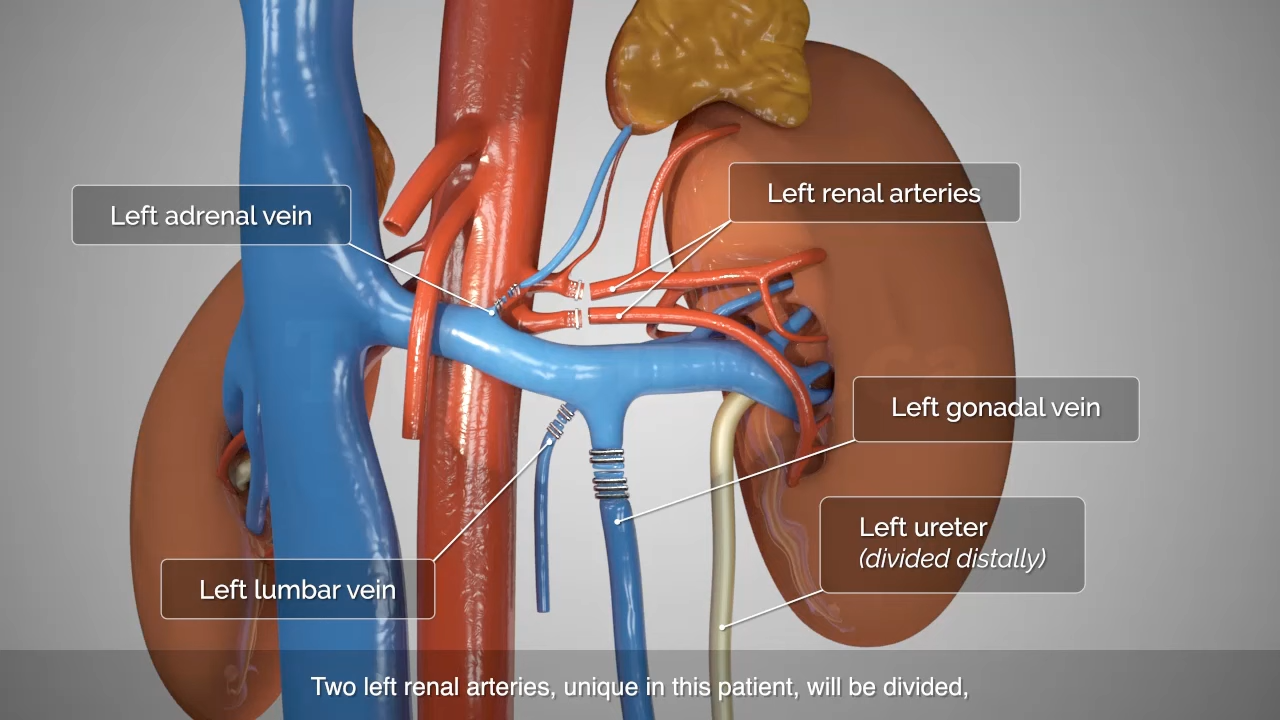 Left adrenal vein
Left renal arteries
Left gonadal vein
Left ureter
(divided distally)
Left lumbar vein
Two left renal arteries, unique in this patient, will be divided,